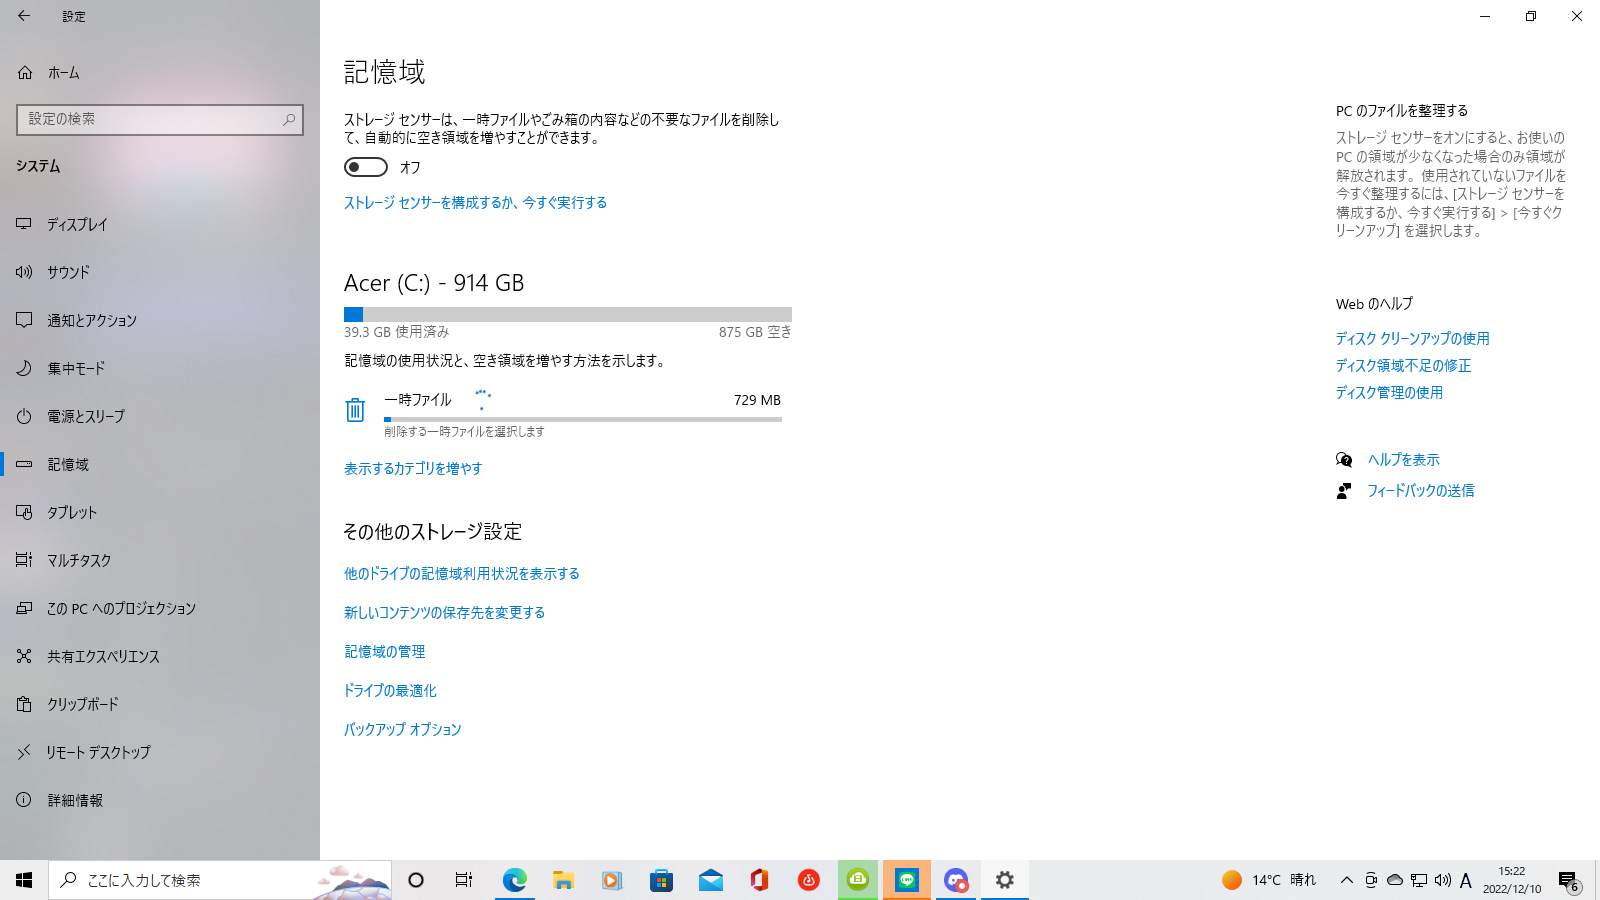 設定
ホーム
設定の検索
システム
ディスプレイ
サウンド
通知とアクション
集中モード
電源とスリープ
記憶域
タブレット
マルチタスク
この PC へのプロジェクション
共有エクスペリエンス
クリップボード
リモート デスクトップ
詳細情報
記憶域
ストレージ センサーは、一時ファイルやごみ箱の内容などの不要なファイルを削除し
て、自動的に空き領域を増やすことができます。
オフ
ストレージ センサーを構成するか、今すぐ実行する
Acer (C:) - 914 GB
39.3 GB 使用済み
875 GB 空き
記憶域の使用状況と、空き領域を増やす方法を示します。
一時ファイル
729 MB
削除する一時ファイルを選択します
表示するカテゴリを増やす
その他のストレージ設定
他のドライブの記憶域利用状況を表示する
新しいコンテンツの保存先を変更する
記憶域の管理
ドライブの最適化
バックアップ オプション
PC のファイルを整理する
ストレージ センサーをオンにすると、お使いの
PC の領域が少なくなった場合のみ領域が
解放されます。使用されていないファイルを
今すぐ整理するには、[ストレージ センサーを
構成するか、今すぐ実行する] > [今すぐク
リーンアップ] を選択します。
Web のヘルプ
ディスク クリーンアップの使用
ディスク領域不足の修正
ディスク管理の使用
ヘルプを表示
フィードバックの送信
ここに入力して検索
14°C 晴れ
A
15:22
2022/12/10
6